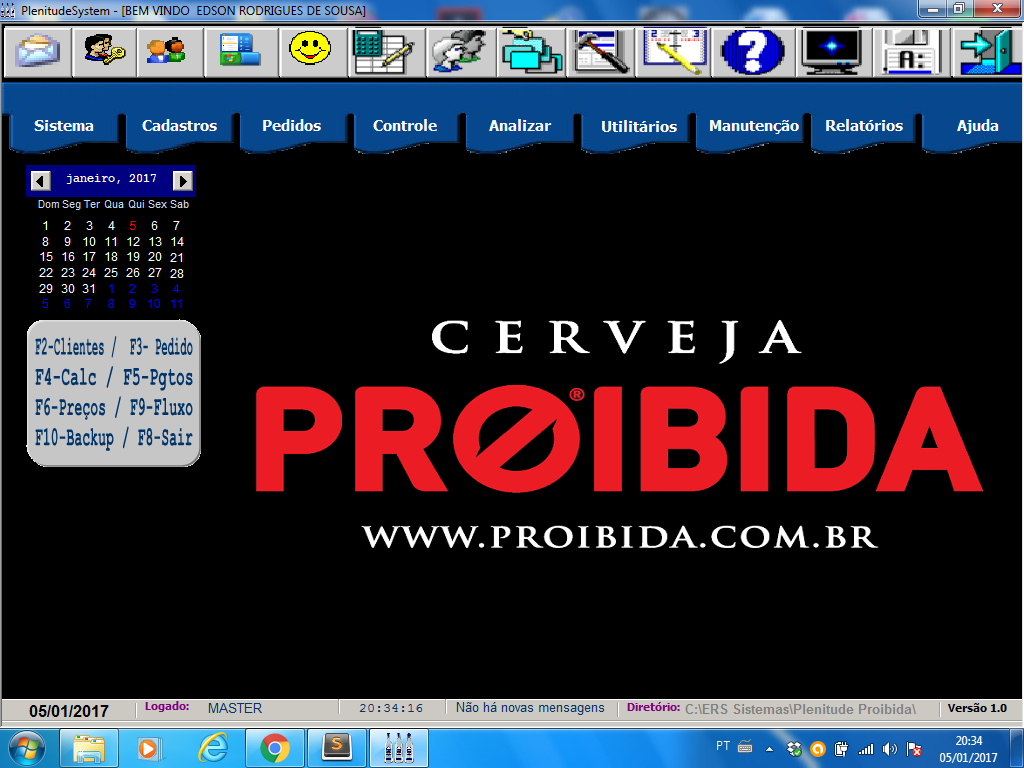 PlenitudeSystem - [BEM VINDO  EDSON RODRIGUES DE SOUSA]
2 3
?
A:
Sistema Cadastros Pedidos Controle Analizar Utilitários Manutenção Relatórios Ajuda
janeiro, 2017
Dom Seg Ter Qua Qui Sex Sab
1 2 3 4 5 6 7
8 9 10 11 12 13 14
15 16 17 18 19 20 21
22 23 24 25 26 27 28
29 30 31 1 2 3 4
5 6 7 8 9 10 11
F2-Clientes / F3- Pedido
F4-Calc / F5-Pgtos
F6-Preços / F9-Fluxo
F10-Backup / F8-Sair
CERVEJA
PROIBIDA®
WWW.PROIBIDA.COM.BR
05/01/2017 Logado: MASTER 20:34:16 Não há novas mensagens Diretório: C:\ERS Sistemas\Plenitude Proibida\ Versão 1.0
PT 20:34
05/01/2017